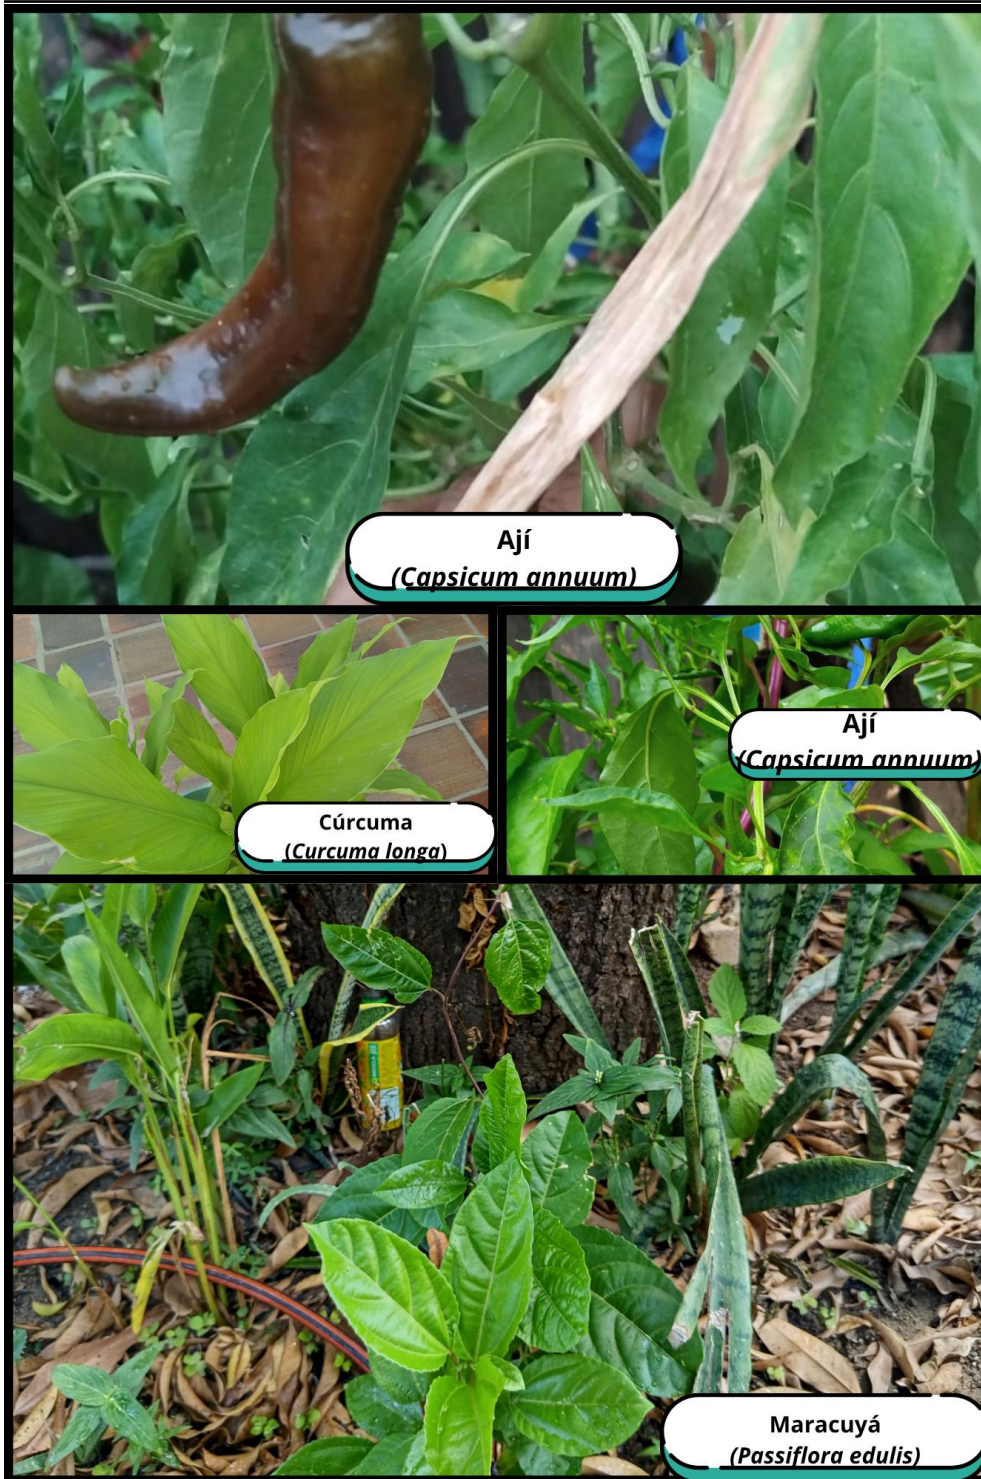 Ají
(Capsicum annuum)
Cúrcuma
(Curcuma longa)
Ají
(Capsicum annuum)
Maracuyá
(Passiflora edulis)